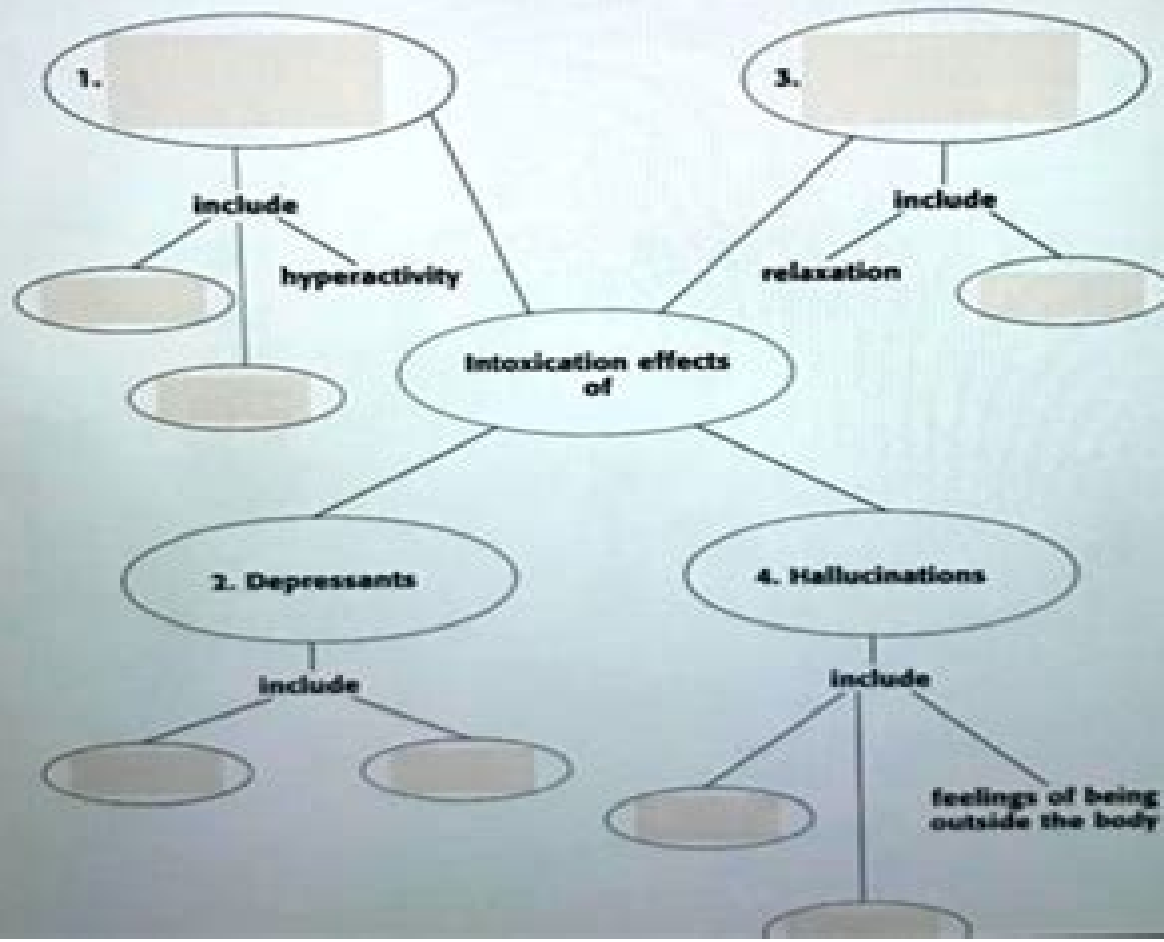 1.
3.
include
include
hyperactivity
relaxation
Intoxication effects
of
2. Depressants
4. Hallucinations
include
include
feelings of being
outside the body